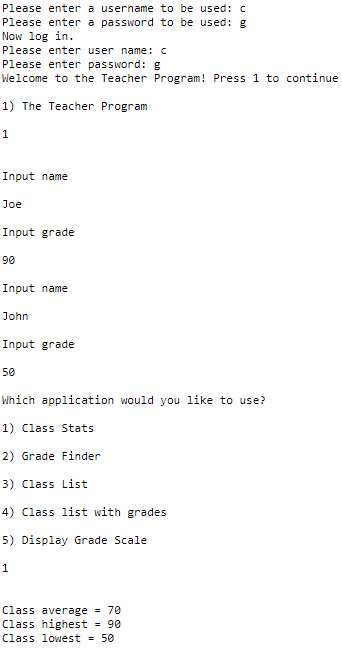 Please enter a username to be used: c
Please enter a password to be used: g
Now log in.
Please enter user name: c
Please enter password: g
Welcome to the Teacher Program! Press 1 to continue
1) The Teacher Program
1
Input name
Joe
Input grade
90
Input name
John
Input grade
50
Which application would you like to use?
1) Class Stats
2) Grade Finder
3) Class List
4) Class list with grades
5) Display Grade Scale
1
Class average = 70
Class highest = 90
Class lowest = 50